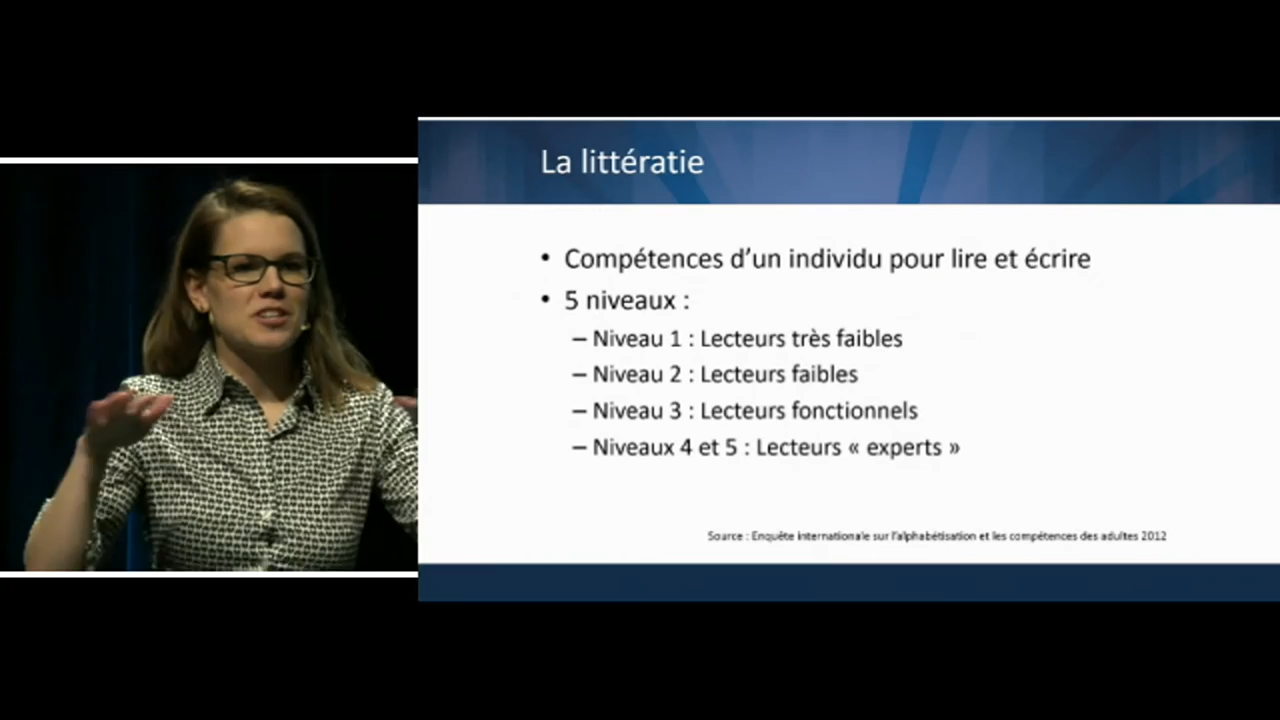 La littératie
• Compétences d’un individu pour lire et écrire
• 5 niveaux :
– Niveau 1 : Lecteurs très faibles
– Niveau 2 : Lecteurs faibles
– Niveau 3 : Lecteurs fonctionnels
– Niveaux 4 et 5 : Lecteurs « experts »
Source : Enquête internationale sur l’alphabétisation et les compétences des adultes 2012